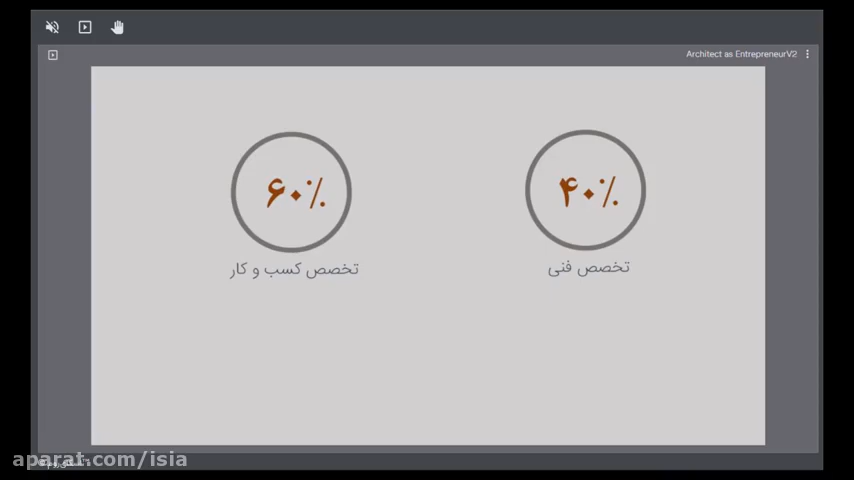 Architect as EntrepreneurV2
۴۰٪
تخصص فنی
۶۰٪
تخصص کسب و کار
aparat.com/isia